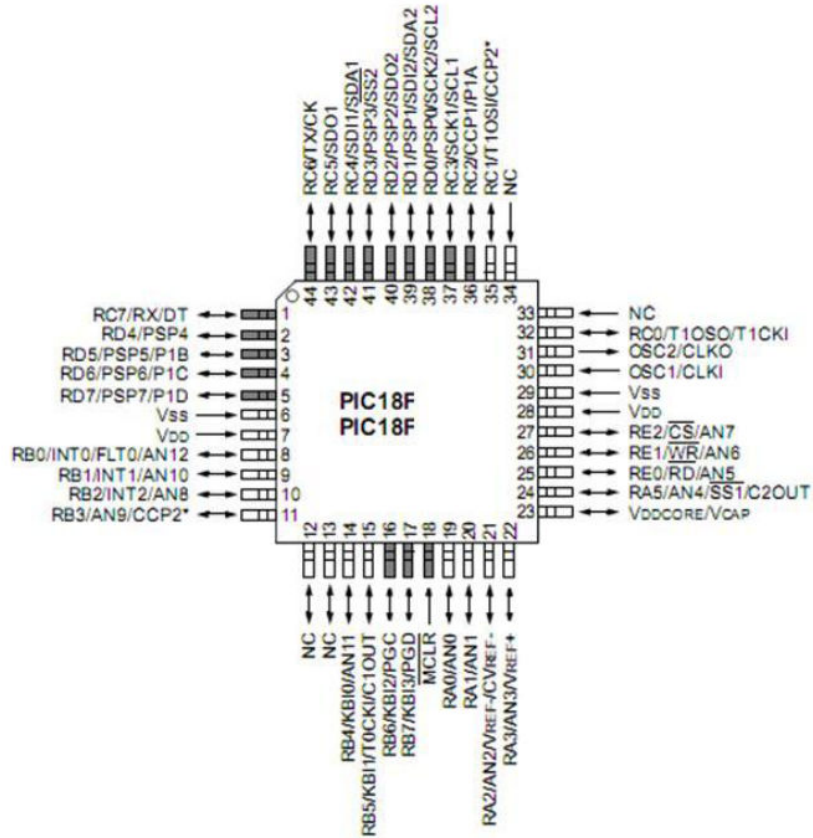 RC6/TX/CK
RC5/SDO1
RC4/SDI1/SDA1
RD3/PSP3/SS2
RD2/PSP2/SDO2
RD1/PSP1/SDI2/SDA2
RD0/PSP0/SCK2/SCL2
RC3/SCK1/SCL1
RC2/CCP1/P1A
RC1/T1OSI/CCP2*
NC
44
43
42
41
40
39
38
37
36
35
34
RC7/RX/DT
1
RD4/PSP4
2
RD5/PSP5/P1B
3
RD6/PSP6/P1C
4
RD7/PSP7/P1D
5
VSS
6
VDD
7
RB0/INT0/FLT0/AN12
8
RB1/INT1/AN10
9
RB2/INT2/AN8
10
RB3/AN9/CCP2*
11
PIC18F
PIC18F
33
NC
32
RC0/T1OSO/T1CKI
31
OSC2/CLKO
30
OSC1/CLKI
29
VSS
28
VDD
27
RE2/CS/AN7
26
RE1/WR/AN6
25
RE0/RD/AN5
24
RA5/AN4/SS1/C2OUT
23
VDDCORE/VCAP
12
13
14
15
16
17
18
19
20
21
22
NC
NC
RB4/KBI0/AN11
RB5/KBI1/T0CKI/C1OUT
RB6/KBI2/PGC
RB7/KBI3/PGD
MCLR
RA0/AN0
RA1/AN1
RA2/AN2/VREF-/CVREF-
RA3/AN3/VREF+